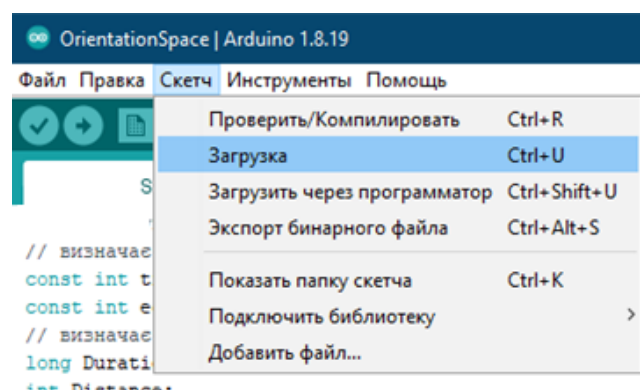 OrientationSpace | Arduino 1.8.19
Файл Правка Скетч Инструменты Помощь
Проверить/Компилировать Ctrl+R
Загрузка Ctrl+U
Загрузить через программатор Ctrl+Shift+U
Экспорт бинарного файла Ctrl+Alt+S
Показать папку скетча Ctrl+K
Подключить библиотеку >
Добавить файл...
S
// визначає
const int t
const int e
// визначає
long Durati
int Distance;